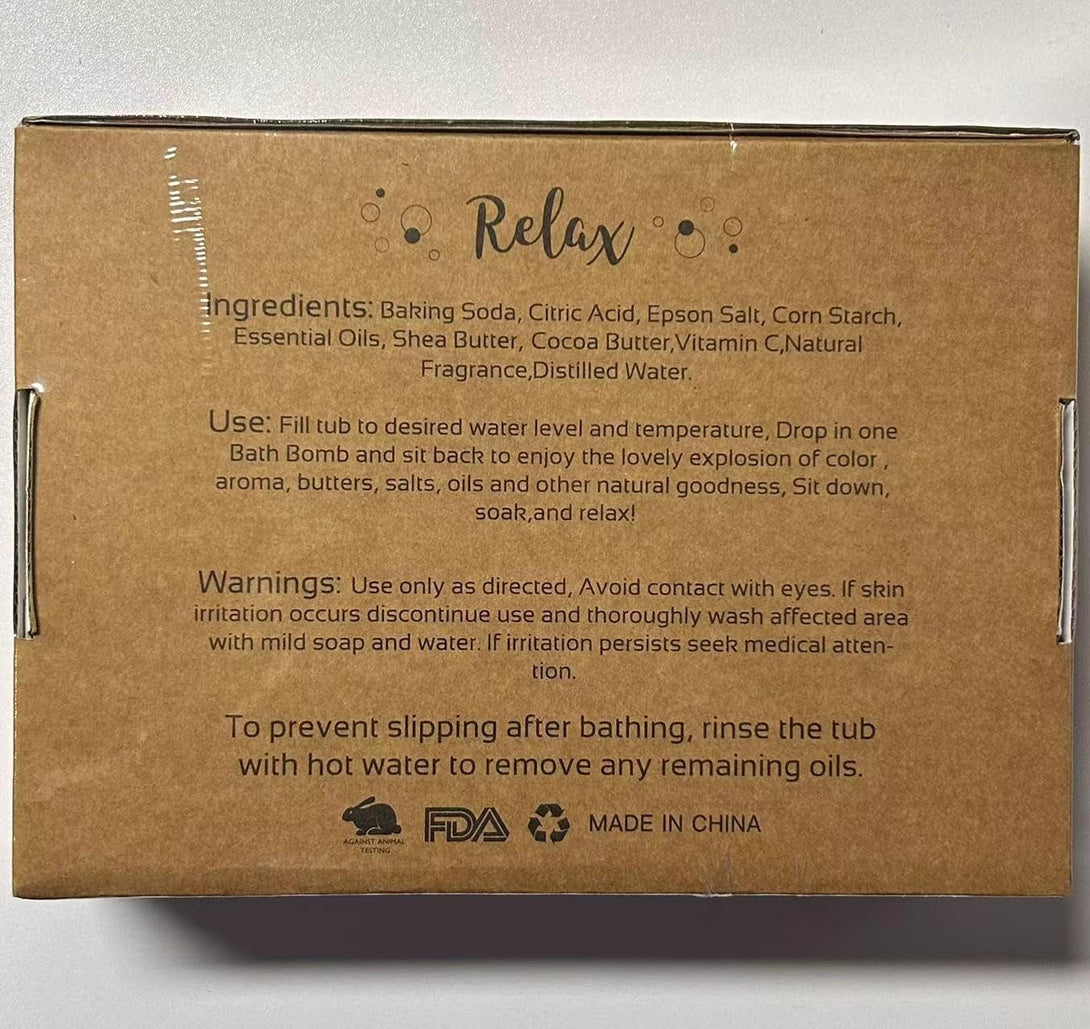 Relax
Ingredients: Baking Soda, Citric Acid, Epson Salt, Corn Starch,
Essential Oils, Shea Butter, Cocoa Butter,Vitamin C,Natural
Fragrance,Distilled Water.
Use: Fill tub to desired water level and temperature, Drop in one
Bath Bomb and sit back to enjoy the lovely explosion of color ,
aroma, butters, salts, oils and other natural goodness, Sit down,
soak,and relax!
Warnings: Use only as directed, Avoid contact with eyes. If skin
irritation occurs discontinue use and thoroughly wash affected area
with mild soap and water. If irritation persists seek medical atten-
tion.
To prevent slipping after bathing, rinse the tub
with hot water to remove any remaining oils.
AGAINST ANIMAL
TESTING
FDA
MADE IN CHINA